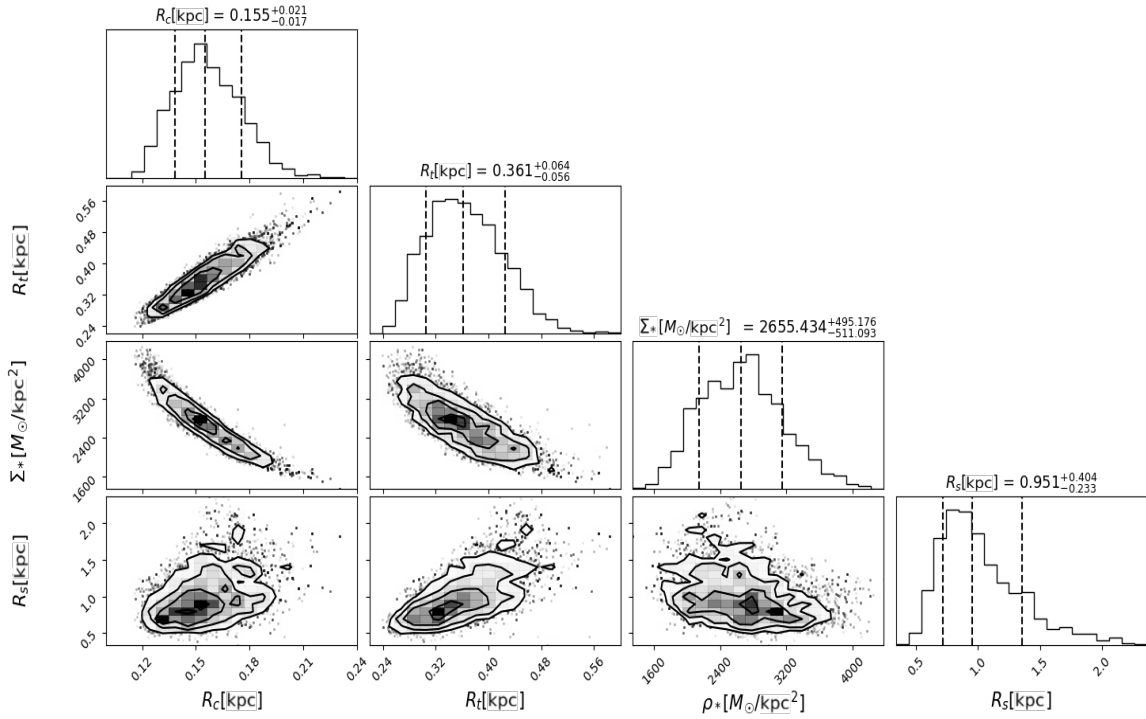 R_c[kpc] = 0.155^{+0.021}_{-0.017}
R_t[kpc] = 0.361^{+0.064}_{-0.056}
0.56
0.48
0.40
0.32
0.24
R_t[kpc]
Σ_*[M_⊙/kpc^2] = 2655.434^{+495.176}_{-511.093}
4000
3200
2400
1600
Σ_*[M_⊙/kpc^2]
R_s[kpc] = 0.951^{+0.404}_{-0.233}
2.0
1.5
1.0
0.5
R_s[kpc]
0.12 0.15 0.18 0.21 0.24
0.24 0.32 0.40 0.48 0.56
1600 2400 3200 4000
0.5 1.0 1.5 2.0
R_c[kpc]
R_t[kpc]
ρ_*[M_⊙/kpc^2]
R_s[kpc]